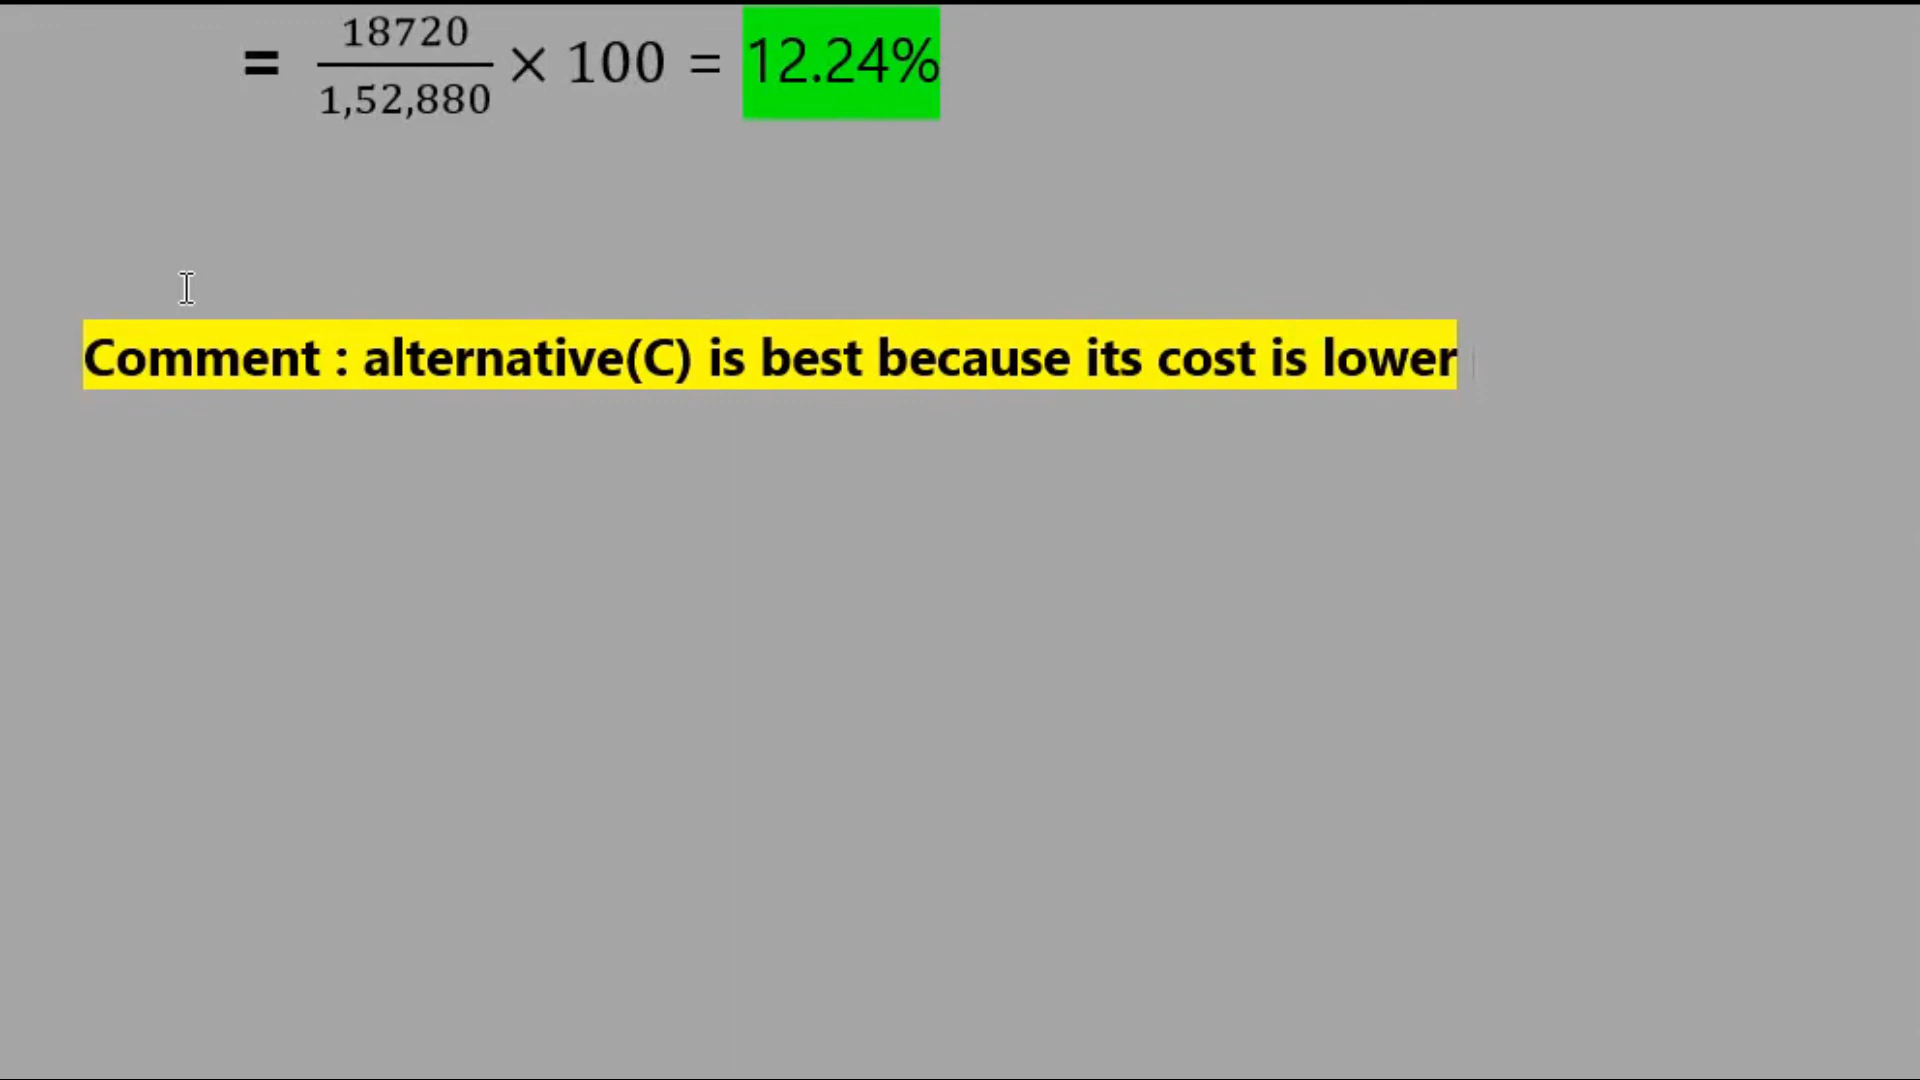 = 18720/1,52,880 × 100 = 12.24%
Comment : alternative(C) is best because its cost is lower